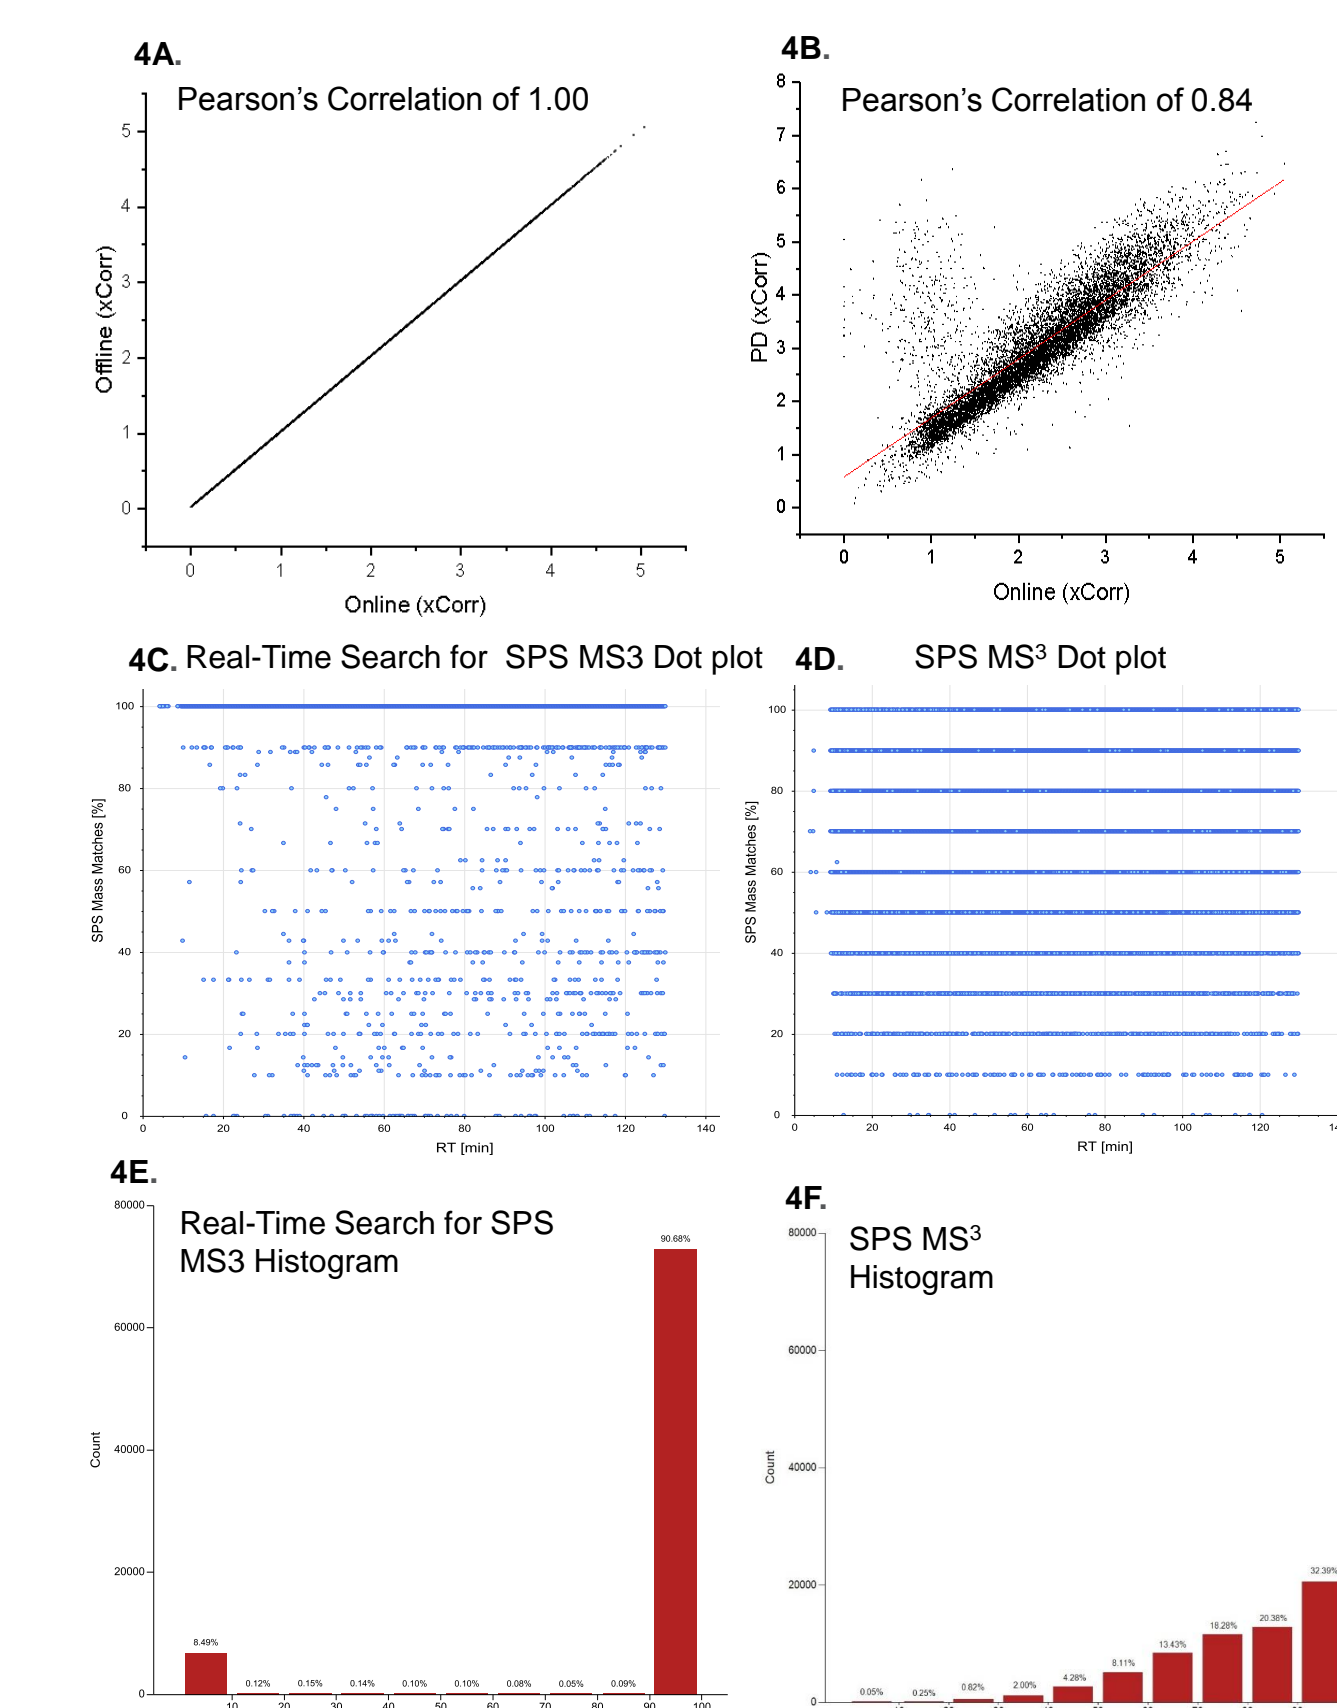 4A.
Pearson's Correlation of 1.00
5
4
3
2
1
0
Offline (xCorr)
0 1 2 3 4 5
Online (xCorr)
4B.
Pearson's Correlation of 0.84
8
7
6
5
4
3
2
1
0
PD (xCorr)
0 1 2 3 4 5
Online (xCorr)
4C. Real-Time Search for SPS MS3 Dot plot
100
80
60
40
20
0
SPS Mass Matches [%]
0 20 40 60 80 100 120 140
RT [min]
4D. SPS MS³ Dot plot
100
80
60
40
20
0
SPS Mass Matches [%]
0 20 40 60 80 100 120
RT [min]
4E.
Real-Time Search for SPS
MS3 Histogram
80000
60000
40000
20000
0
Count
8.49% 0.12% 0.15% 0.14% 0.10% 0.10% 0.08% 0.05% 0.09% 90.68%
10 20 30 40 50 60 70 80 90 100
4F.
SPS MS³
Histogram
80000
60000
40000
20000
0
Count
0.05% 0.25% 0.82% 2.00% 4.28% 8.11% 13.43% 18.28% 20.38% 32.39%